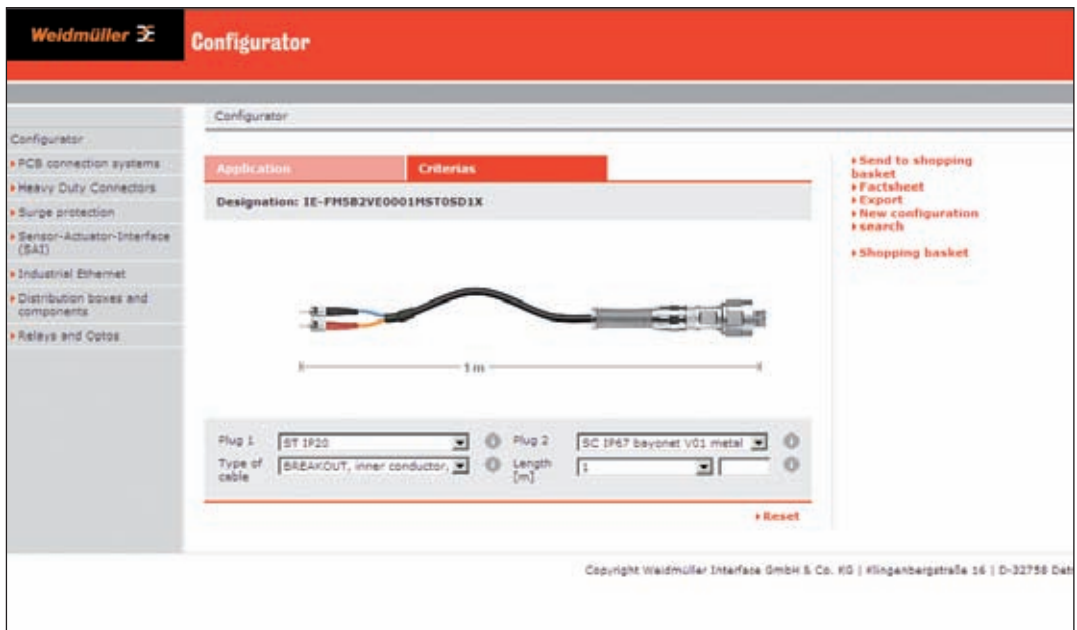 Weidmüller
Configurator
Configurator
Configurator
PCB connection systems
Heavy Duty Connectors
Surge protection
Sensor-Actuator-Interface
(SAI)
Industrial Ethernet
Distribution boxes and
components
Relays and Optos
Application
Criterias
Designation: IE-FM5B2VE0001MST0SD1X
1 m
Plug 1
ST IP20
Plug 2
SC IP67 bayonet V01 metal
Type of
cable
BREAKOUT, inner conductor,
Length
[m]
1
Reset
Send to shopping
basket
Factsheet
Export
New configuration
search
Shopping basket
Copyright Weidmüller Interface GmbH & Co. KG | Klingenbergstraße 16 | D-32758 Det